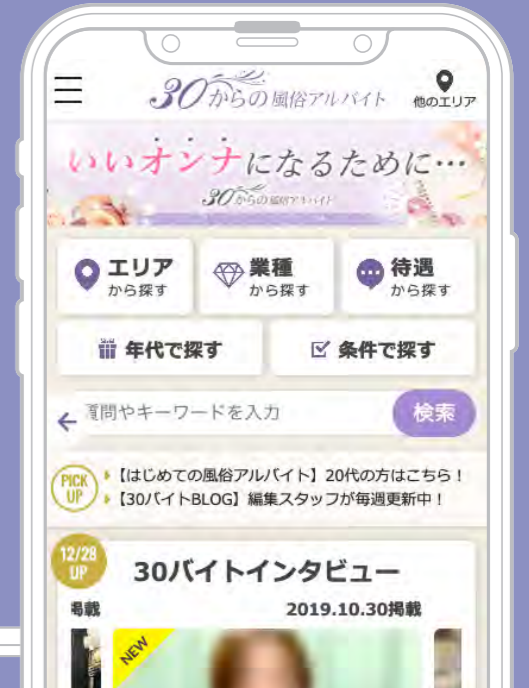 30からの風俗アルバイト
他のエリア
いいオンナになるために…
30からの風俗アルバイト
エリア
から探す
業種
から探す
待遇
から探す
年代で探す
条件で探す
質問やキーワードを入力
検索
PICK UP
【はじめての風俗アルバイト】20代の方はこちら！
【30バイトBLOG】編集スタッフが毎週更新中！
12/28
UP
30バイトインタビュー
掲載
2019.10.30掲載
NEW